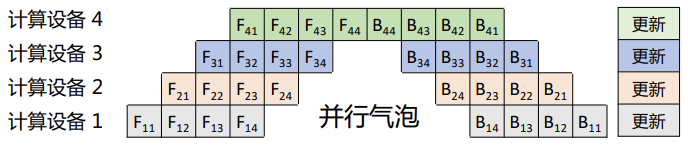 计算设备 4 F41 F42 F43 F44 B44 B43 B42 B41 更新
计算设备 3 F31 F32 F33 F34 B34 B33 B32 B31 更新
计算设备 2 F21 F22 F23 F24 B24 B23 B22 B21 更新
计算设备 1 F11 F12 F13 F14 并行气泡 B14 B13 B12 B11 更新